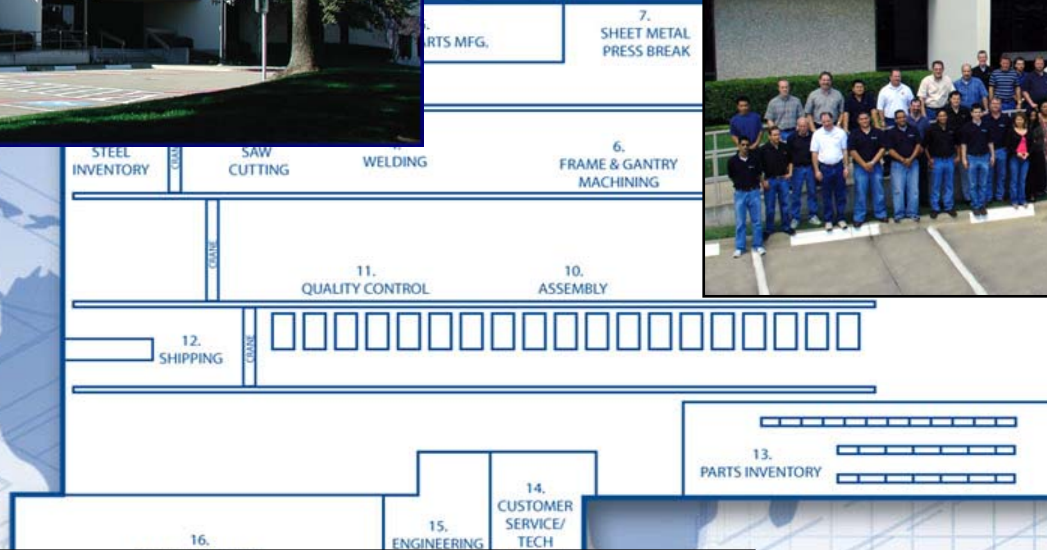 ARTS MFG.
7.
SHEET METAL
PRESS BREAK
STEEL
INVENTORY
CRANE
SAW
CUTTING
WELDING
6.
FRAME & GANTRY
MACHINING
CRANE
11.
QUALITY CONTROL
10.
ASSEMBLY
12.
SHIPPING
CRANE
13.
PARTS INVENTORY
14.
CUSTOMER
SERVICE/
TECH
15.
ENGINEERING
16.